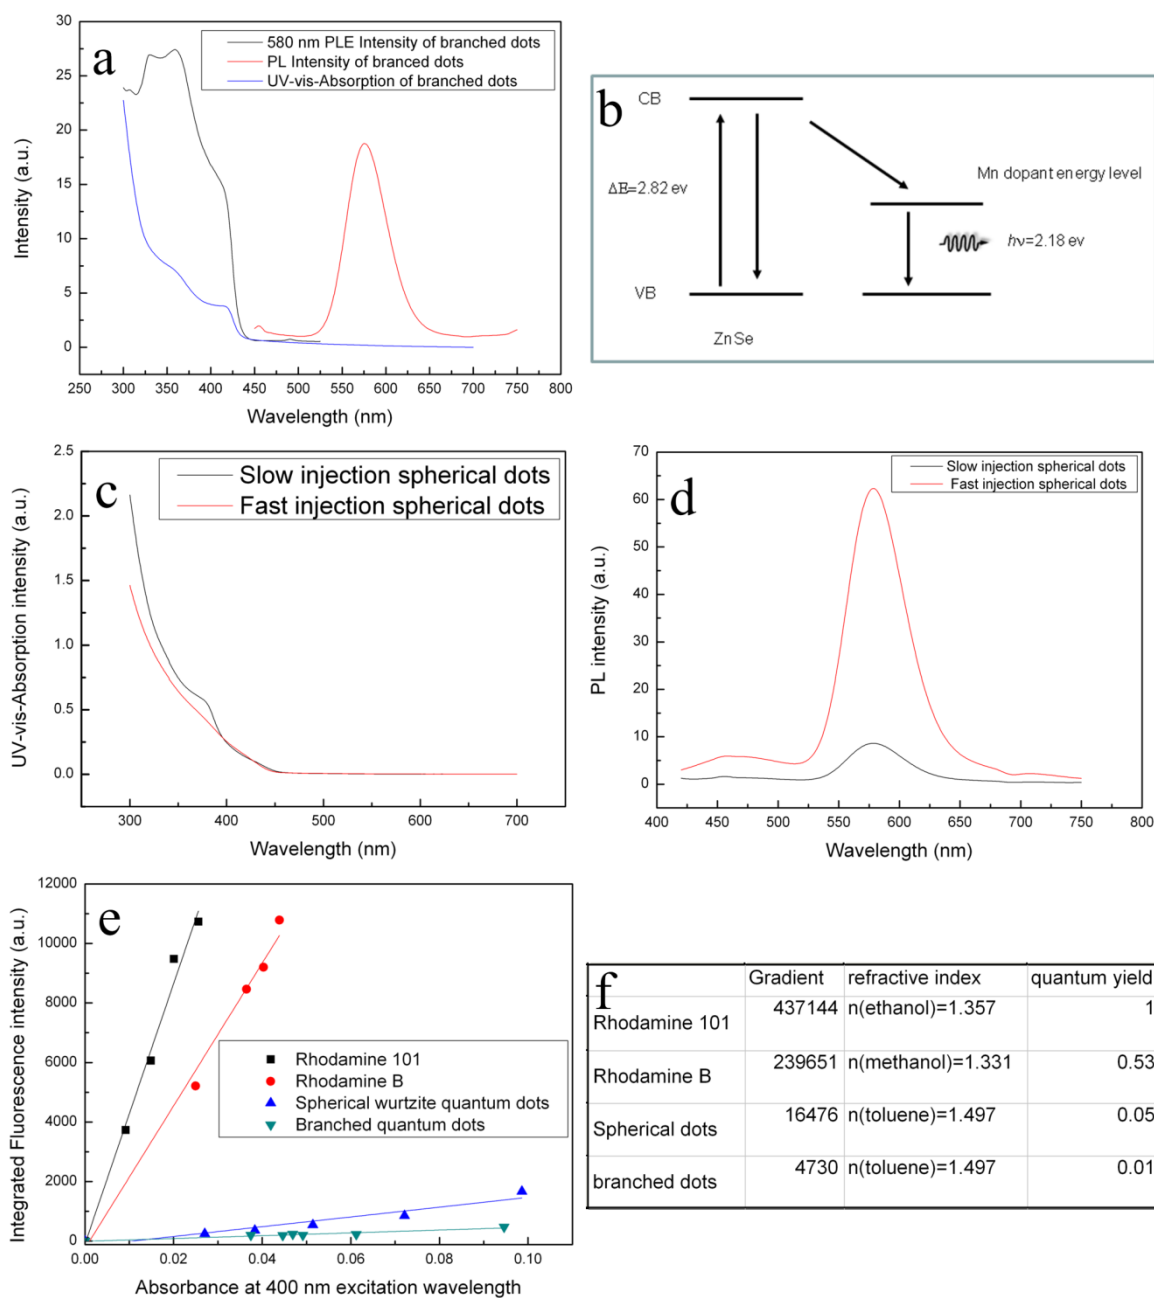 a
30
25
20
15
10
5
0
Intensity (a.u.)
580 nm PLE Intensity of branched dots
PL Intensity of branced dots
UV-vis-Absorption of branched dots
250 300 350 400 450 500 550 600 650 700 750 800
Wavelength (nm)
b
CB
ΔE=2.82 ev
Mn dopant energy level
hν=2.18 ev
VB
ZnSe
c
2.5
2.0
1.5
1.0
0.5
0.0
UV-vis-Absorption intensity (a.u.)
Slow injection spherical dots
Fast injection spherical dots
300 400 500 600 700
Wavelength (nm)
d
70
60
50
40
30
20
10
0
PL intensity (a.u.)
Slow injection spherical dots
Fast injection spherical dots
400 450 500 550 600 650 700 750 800
Wavelength (nm)
e
12000
10000
8000
6000
4000
2000
0
Integrated Fluorescence intensity (a.u.)
Rhodamine 101
Rhodamine B
Spherical wurtzite quantum dots
Branched quantum dots
0.00 0.02 0.04 0.06 0.08 0.10
Absorbance at 400 nm excitation wavelength
f
Gradient refractive index quantum yield
Rhodamine 101 437144 n(ethanol)=1.357 1
Rhodamine B 239651 n(methanol)=1.331 0.53
Spherical dots 16476 n(toluene)=1.497 0.05
branched dots 4730 n(toluene)=1.497 0.01